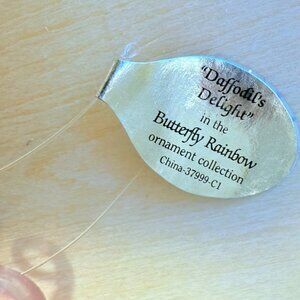 "Daffodil's
Delight"
in the
Butterfly Rainbow
ornament collection
China-37999-C1